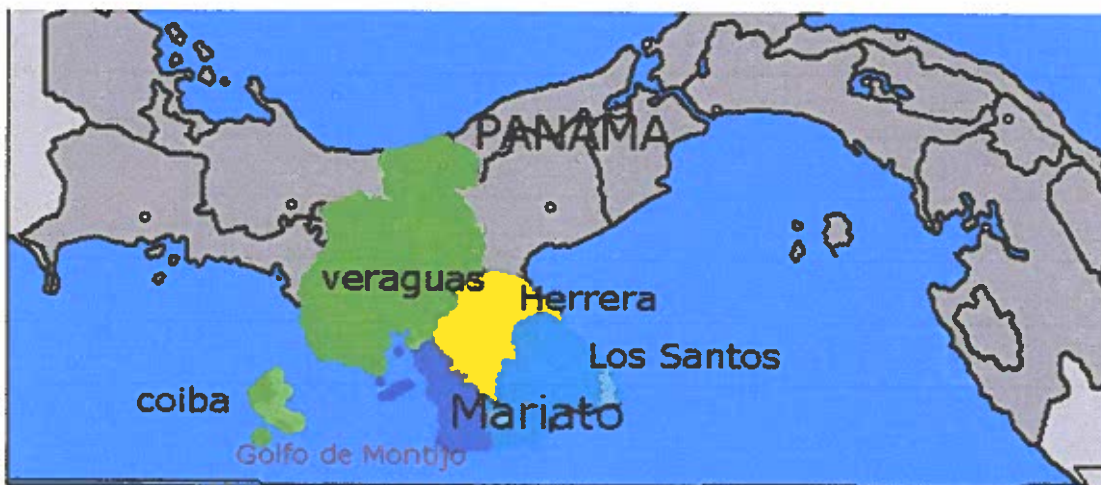 PANAMA
veraguas
Herrera
Los Santos
coiba
Mariato
Golfo de Montijo